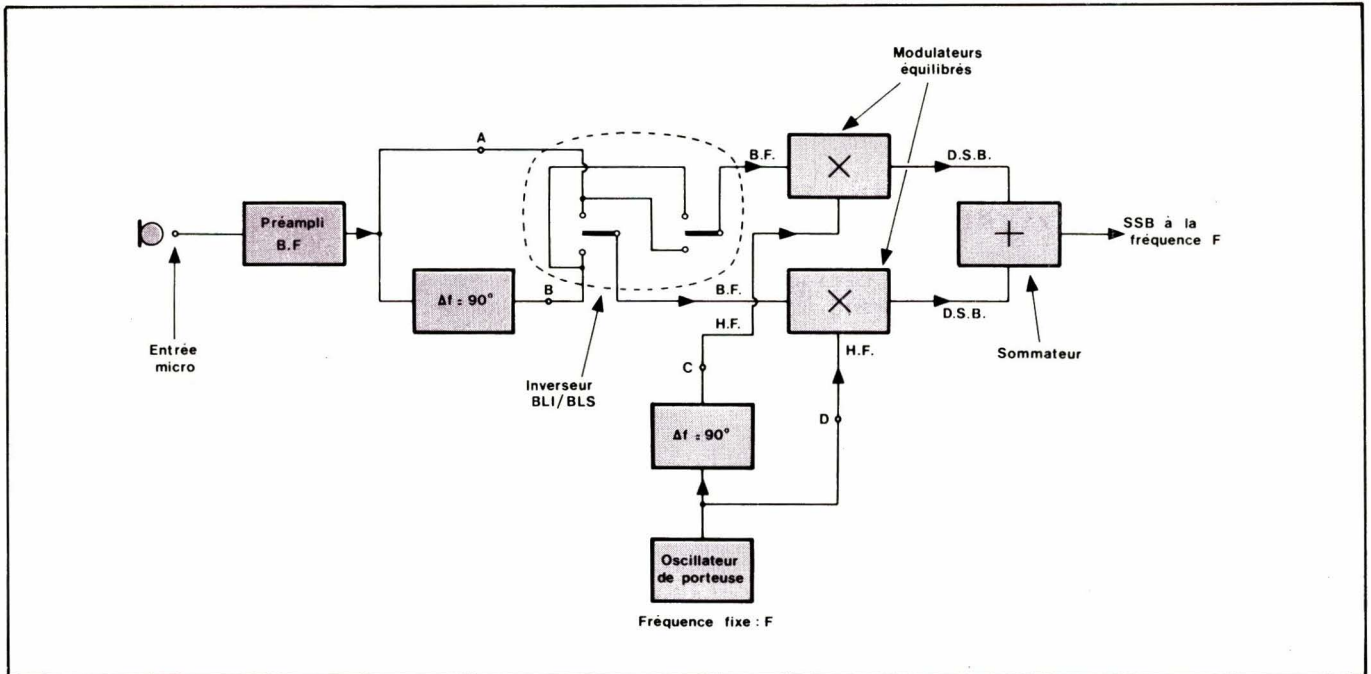 Modulateurs
équilibrés
A
B.F.
D.S.B.
Préampli
B.F
SSB à la
fréquence F
Δf = 90°
B
B.F.
D.S.B.
H.F.
H.F.
Entrée
micro
Sommateur
C
Inverseur
BLI/BLS
D
Δf = 90°
Oscillateur
de porteuse
Fréquence fixe : F